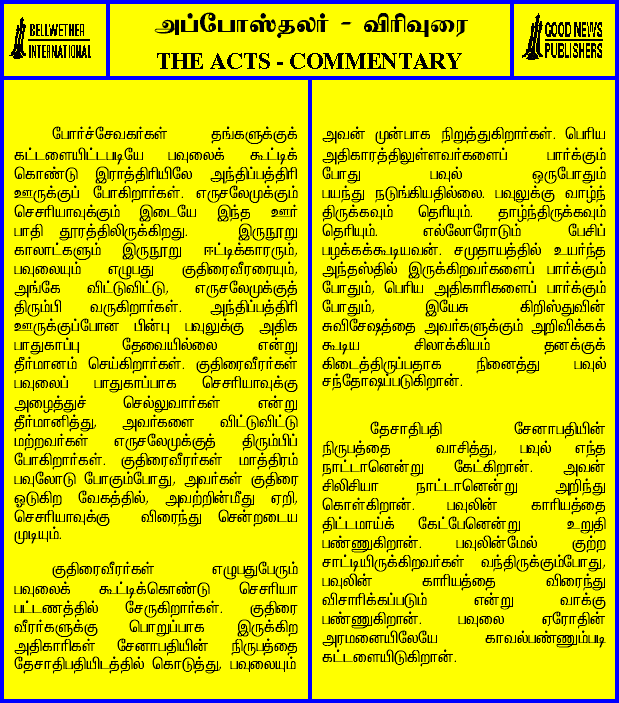 BELLWETHER
INTERNATIONAL
அப்போஸ்தலர் - விரிவுரை
THE ACTS - COMMENTARY
GOOD NEWS
PUBLISHERS
போர்ச்சேவகர்கள் தங்களுக்குக்
கட்டளையிட்டபடியே பவுலைக் கூட்டிக்
கொண்டு இராத்திரியிலே அந்திப்பத்திரி
ஊருக்குப் போகிறார்கள். எருசலேமுக்கும்
செசரியாவுக்கும் இடையே இந்த ஊர்
பாதி தூரத்திலிருக்கிறது. இருநூறு
காலாட்களும் இருநூறு ஈட்டிக்காரரும்,
பவுலையும் எழுபது குதிரைவீரரையும்,
அங்கே விட்டுவிட்டு, எருசலேமுக்குத்
திரும்பி வருகிறார்கள். அந்திப்பத்திரி
ஊருக்குப்போன பின்பு பவுலுக்கு அதிக
பாதுகாப்பு தேவையில்லை என்று
தீர்மானம் செய்கிறார்கள். குதிரைவீரர்கள்
பவுலைப் பாதுகாப்பாக செசரியாவுக்கு
அழைத்துச் செல்லுவார்கள் என்று
தீர்மானித்து, அவர்களை விட்டுவிட்டு
மற்றவர்கள் எருசலேமுக்குத் திரும்பிப்
போகிறார்கள். குதிரைவீரர்கள் மாத்திரம்
பவுலோடு போகும்போது, அவர்கள் குதிரை
ஓடுகிற வேகத்தில், அவற்றின்மீது ஏறி,
செசரியாவுக்கு விரைந்து சென்றடைய
முடியும்.
குதிரைவீரர்கள் எழுபதுபேரும்
பவுலைக் கூட்டிக்கொண்டு செசரியா
பட்டணத்தில் சேருகிறார்கள். குதிரை
வீரர்களுக்கு பொறுப்பாக இருக்கிற
அதிகாரிகள் சேனாபதியின் நிருபத்தை
தேசாதிபதியிடத்தில் கொடுத்து, பவுலையும்
அவன் முன்பாக நிறுத்துகிறார்கள். பெரிய
அதிகாரத்திலுள்ளவர்களைப் பார்க்கும்
போது பவுல் ஒருபோதும்
பயந்து நடுங்கியதில்லை. பவுலுக்கு வாழ்ந்
திருக்கவும் தெரியும். தாழ்ந்திருக்கவும்
தெரியும். எல்லோரோடும் பேசிப்
பழக்கக்கூடியவன். சமுதாயத்தில் உயர்ந்த
அந்தஸ்தில் இருக்கிறவர்களைப் பார்க்கும்
போதும், பெரிய அதிகாரிகளைப் பார்க்கும்
போதும், இயேசு கிறிஸ்துவின்
சுவிசேஷத்தை அவர்களுக்கும் அறிவிக்கக்
கூடிய சிலாக்கியம் தனக்குக்
கிடைத்திருப்பதாக நினைத்து பவுல்
சந்தோஷப்படுகிறான்.
தேசாதிபதி சேனாபதியின்
நிருபத்தை வாசித்து, பவுல் எந்த
நாட்டானென்று கேட்கிறான். அவன்
சிலிசியா நாட்டானென்று அறிந்து
கொள்கிறான். பவுலின் காரியத்தை
திட்டமாய்க் கேட்பேனென்று உறுதி
பண்ணுகிறான். பவுலின்மேல் குற்ற
சாட்டியிருக்கிறவர்கள் வந்திருக்கும்போது,
பவுலின் காரியத்தை விரைந்து
விசாரிக்கப்படும் என்று வாக்கு
பண்ணுகிறான். பவுலை ஏரோதின்
அரமனையிலேயே காவல்பண்ணும்படி
கட்டளையிடுகிறான்.